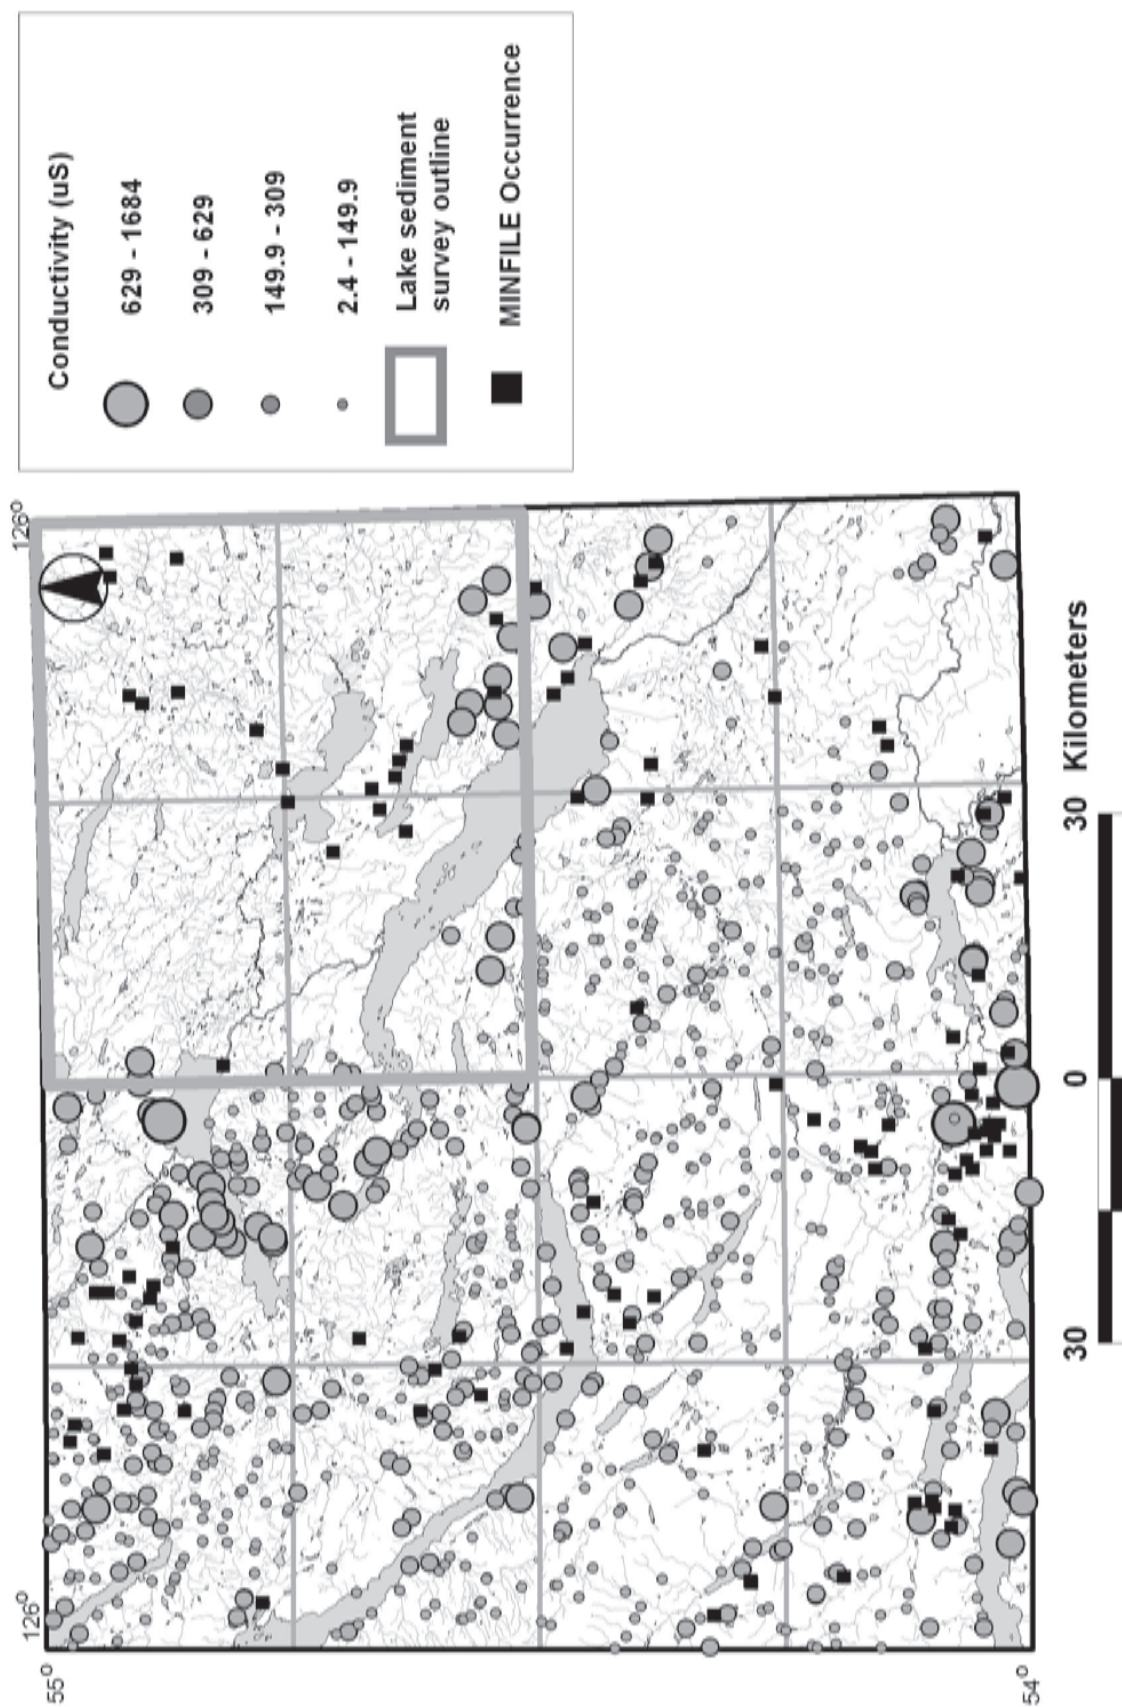 Conductivity (uS)
629 - 1684
309 - 629
149.9 - 309
2.4 - 149.9
Lake sediment
survey outline
MINFILE Occurrence
126°
126°
55°
54°
30
0
30
Kilometers